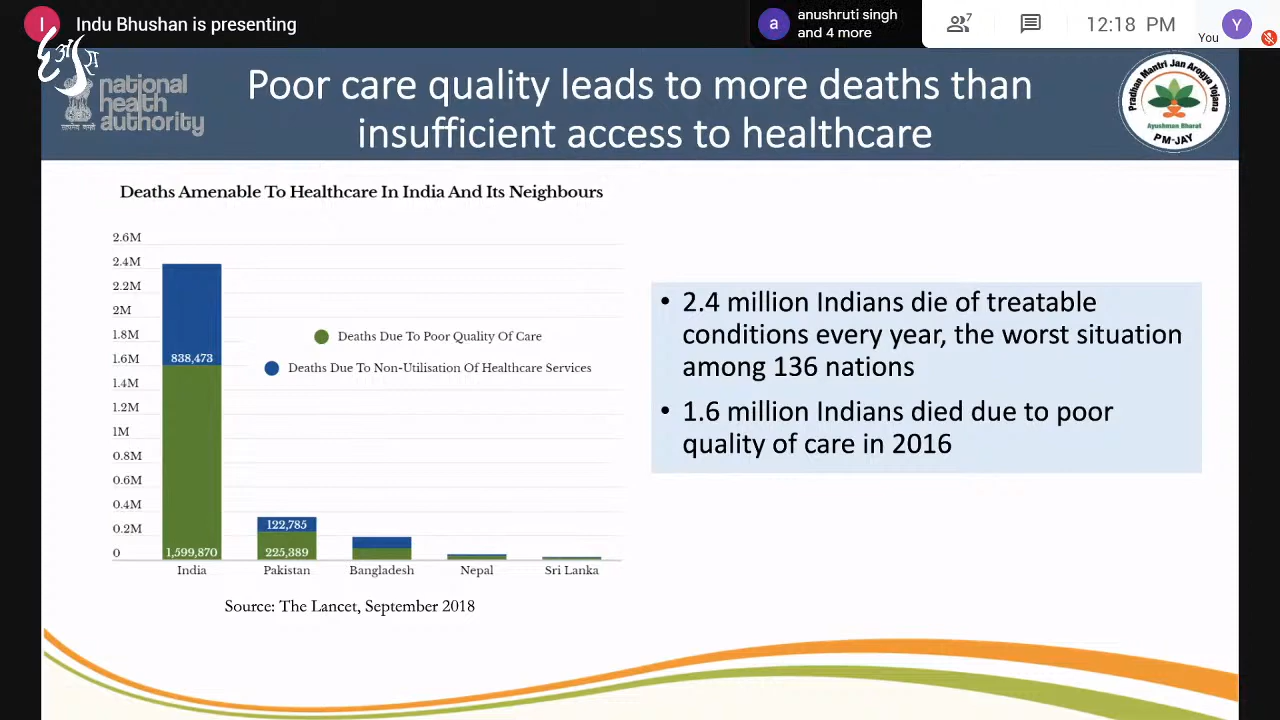 I
Indu Bhushan is presenting
a
anushruti singh
and 4 more
7
12:18 PM
You
Y
national
health
authority
सत्यमेव जयते
Poor care quality leads to more deaths than
insufficient access to healthcare
Pradhan Mantri Jan Arogya Yojana
Ayushman Bharat
PM-JAY
Deaths Amenable To Healthcare In India And Its Neighbours
2.6M
2.4M
2.2M
2M
1.8M
1.6M
1.4M
1.2M
1M
0.8M
0.6M
0.4M
0.2M
0
838,473
1,599,870
122,785
225,389
Deaths Due To Poor Quality Of Care
Deaths Due To Non-Utilisation Of Healthcare Services
India Pakistan Bangladesh Nepal Sri Lanka
Source: The Lancet, September 2018
• 2.4 million Indians die of treatable
conditions every year, the worst situation
among 136 nations
• 1.6 million Indians died due to poor
quality of care in 2016